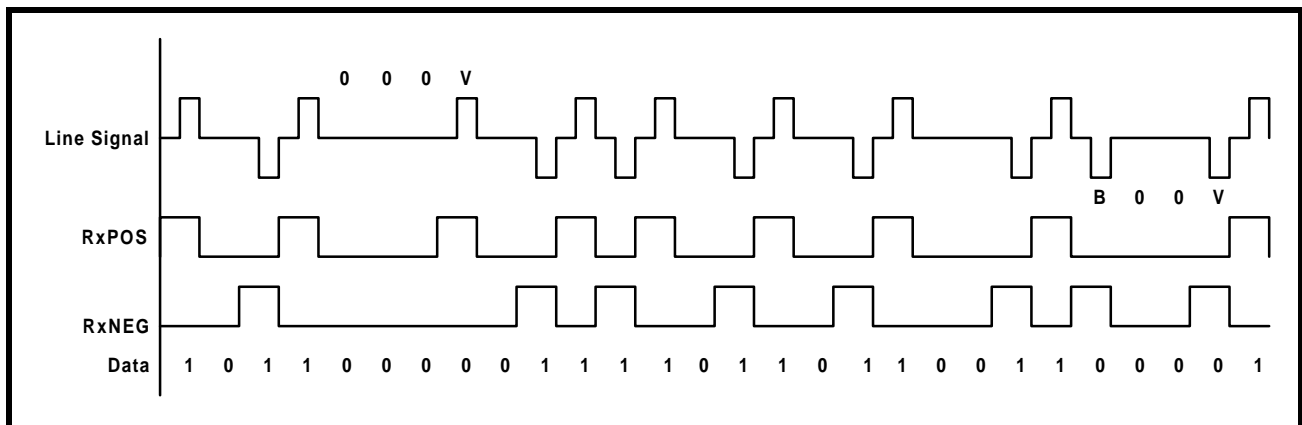 0 0 0 V
Line Signal
B 0 0 V
RxPOS
RxNEG
Data 1 0 1 1 0 0 0 0 0 1 1 1 1 0 1 1 0 1 1 0 0 1 1 0 0 0 0 1